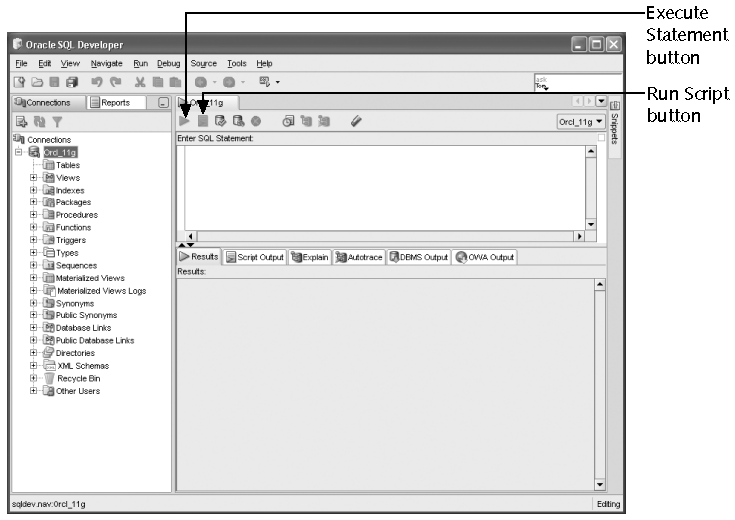 Execute
Statement
button
Run Script
button
Oracle SQL Developer
File Edit View Navigate Run Debug Source Tools Help
Connections Reports
Connections
Orcl_11g
Tables
Views
Indexes
Packages
Procedures
Functions
Triggers
Types
Sequences
Materialized Views
Materialized Views Logs
Synonyms
Public Synonyms
Database Links
Public Database Links
Directories
XML Schemas
Recycle Bin
Other Users
Orcl_11g
Snippets
Enter SQL Statement:
Results Script Output Explain Autotrace DBMS Output OWA Output
Results:
sqldev.nav:Orcl_11g
Editing